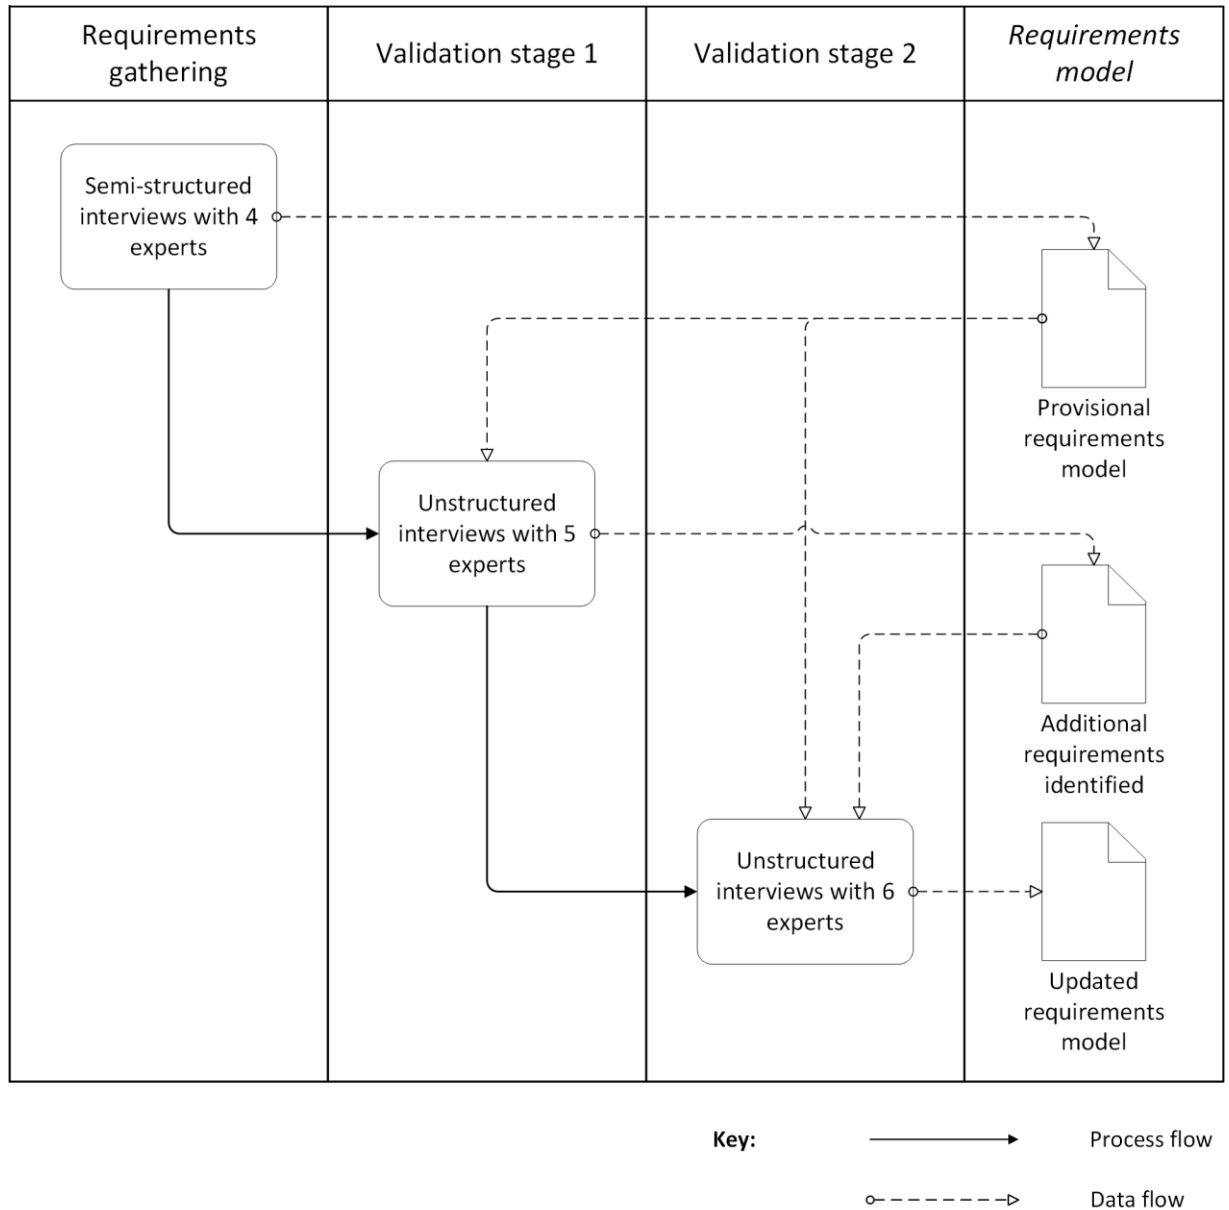 Requirements
gathering
Validation stage 1
Validation stage 2
Requirements
model
Semi-structured
interviews with 4
experts
Provisional
requirements
model
Unstructured
interviews with 5
experts
Additional
requirements
identified
Unstructured
interviews with 6
experts
Updated
requirements
model
Key:
Process flow
Data flow